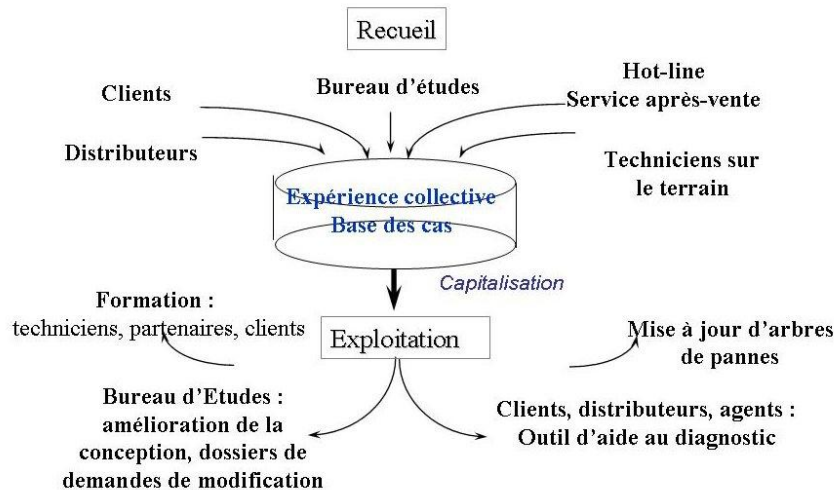 Recueil
Clients
Bureau d'études
Hot-line
Service après-vente
Distributeurs
Techniciens sur
le terrain
Expérience collective
Base des cas
Capitalisation
Formation :
techniciens, partenaires, clients
Exploitation
Mise à jour d'arbres
de pannes
Bureau d'Etudes :
amélioration de la
conception, dossiers de
demandes de modification
Clients, distributeurs, agents :
Outil d'aide au diagnostic